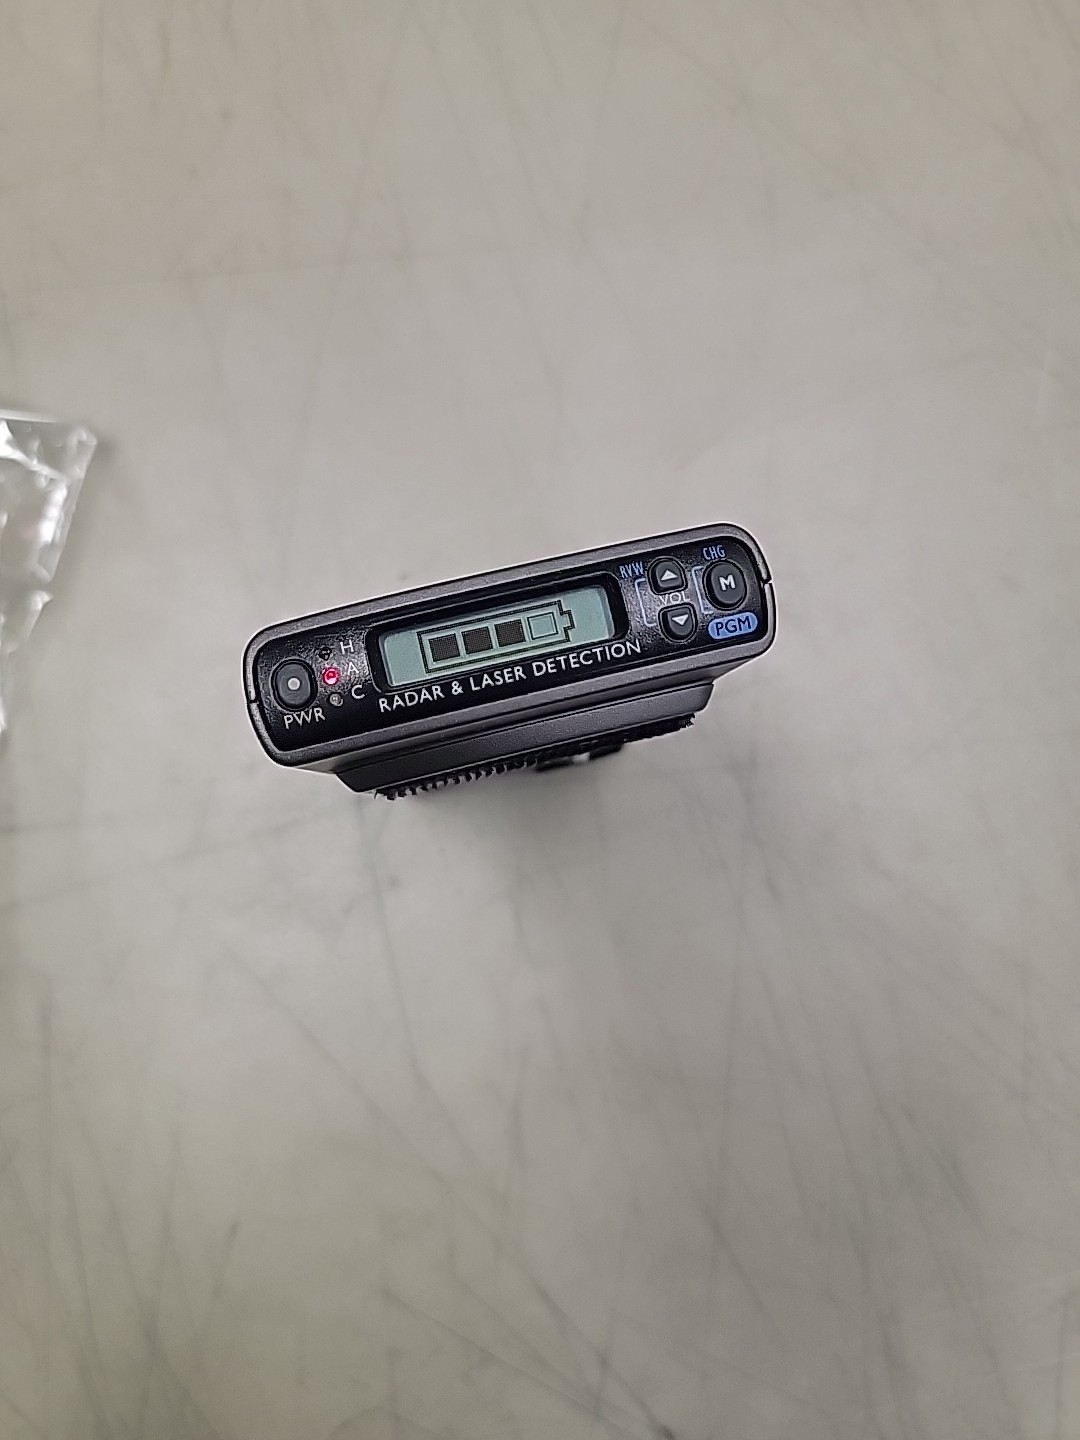 H
A
C
PWR
RADAR & LASER DETECTION
RVW
VOL
CHG
M
PGM